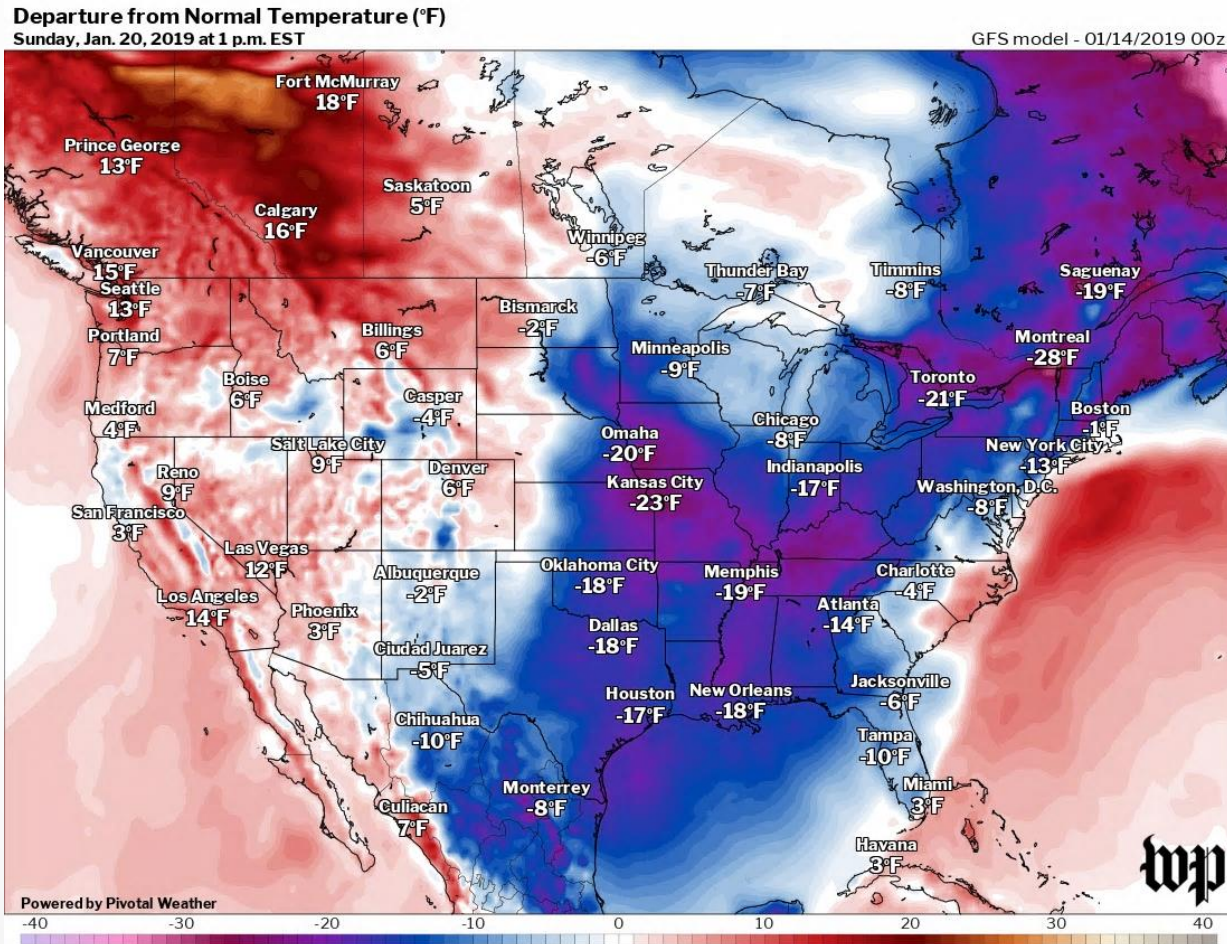 Departure from Normal Temperature (°F)
Sunday, Jan. 20, 2019 at 1 p.m. EST
GFS model - 01/14/2019 00z
Fort McMurray
18°F
Prince George
13°F
Saskatoon
5°F
Calgary
16°F
Winnipeg
-6°F
Vancouver
15°F
Seattle
13°F
Thunder Bay
-7°F
Timmins
-8°F
Saguenay
-19°F
Portland
7°F
Billings
6°F
Bismarck
-2°F
Minneapolis
-9°F
Montreal
-28°F
Boise
6°F
Casper
-4°F
Toronto
-21°F
Medford
4°F
Chicago
-8°F
Boston
-1°F
Salt Lake City
9°F
Omaha
-20°F
New York City
-13°F
Reno
9°F
Denver
6°F
Kansas City
-23°F
Indianapolis
-17°F
Washington, D.C.
-8°F
San Francisco
3°F
Las Vegas
12°F
Albuquerque
-2°F
Oklahoma City
-18°F
Memphis
-19°F
Charlotte
-4°F
Los Angeles
14°F
Phoenix
3°F
Atlanta
-14°F
Dallas
-18°F
Ciudad Juarez
-5°F
Houston
-17°F
New Orleans
-18°F
Jacksonville
-6°F
Chihuahua
-10°F
Tampa
-10°F
Monterrey
-8°F
Miami
3°F
Culiacán
7°F
Havana
3°F
wp
Powered by Pivotal Weather
-40 -30 -20 -10 0 10 20 30 40